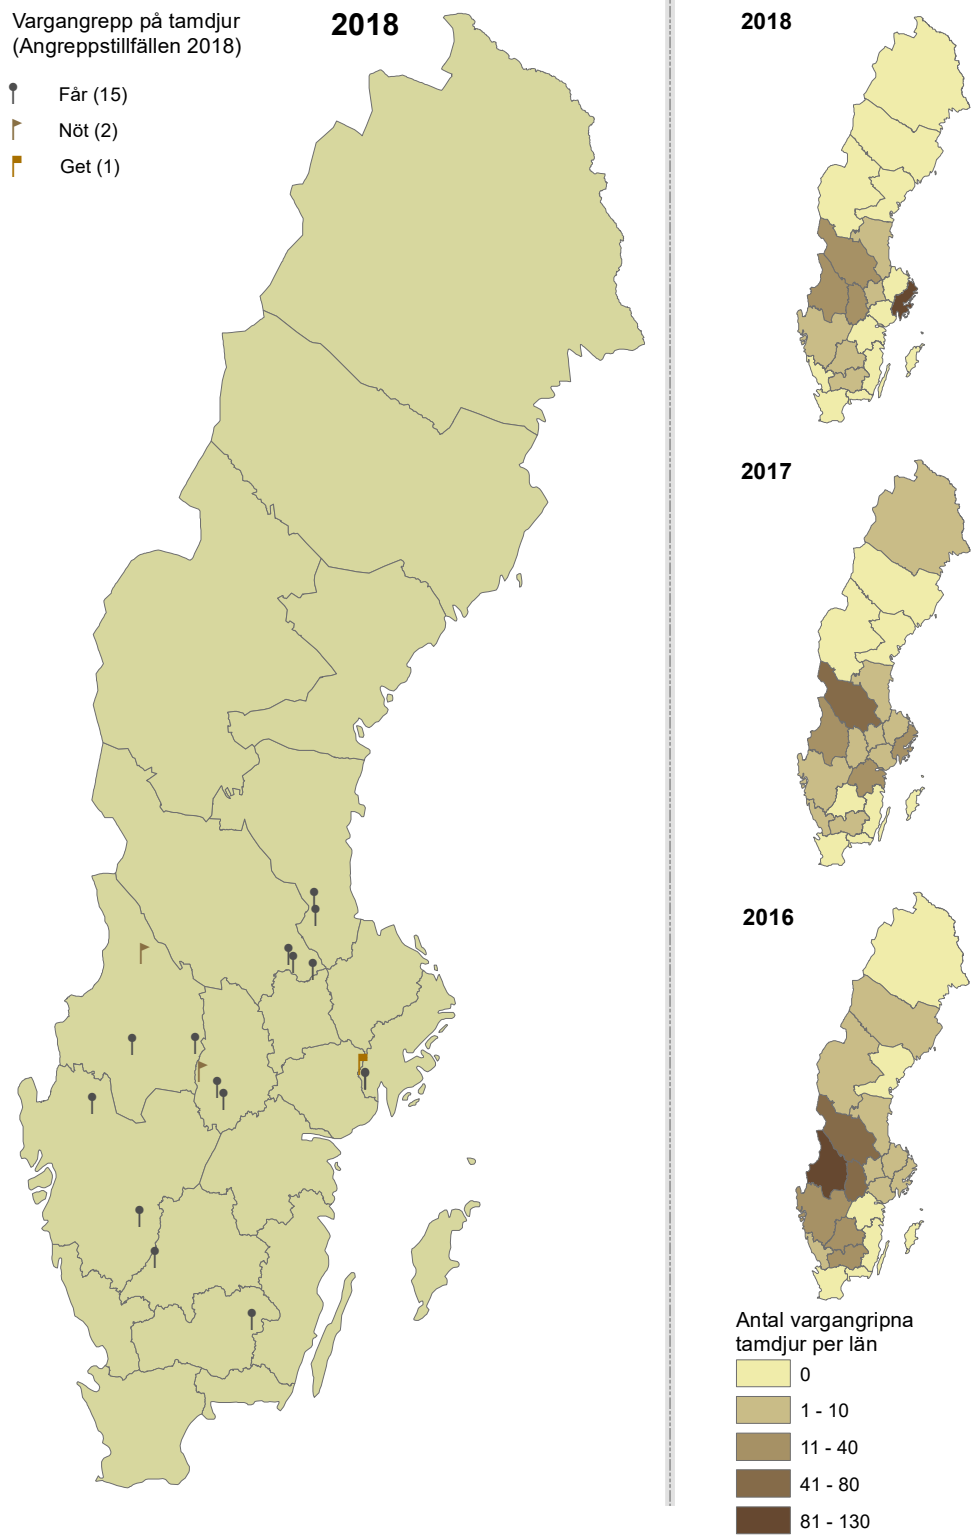 Vargangrepp på tamdjur
(Angreppstillfällen 2018)
Får (15)
Nöt (2)
Get (1)
2018
2018
2017
2016
Antal vargangripna
tamdjur per län
0
1 - 10
11 - 40
41 - 80
81 - 130